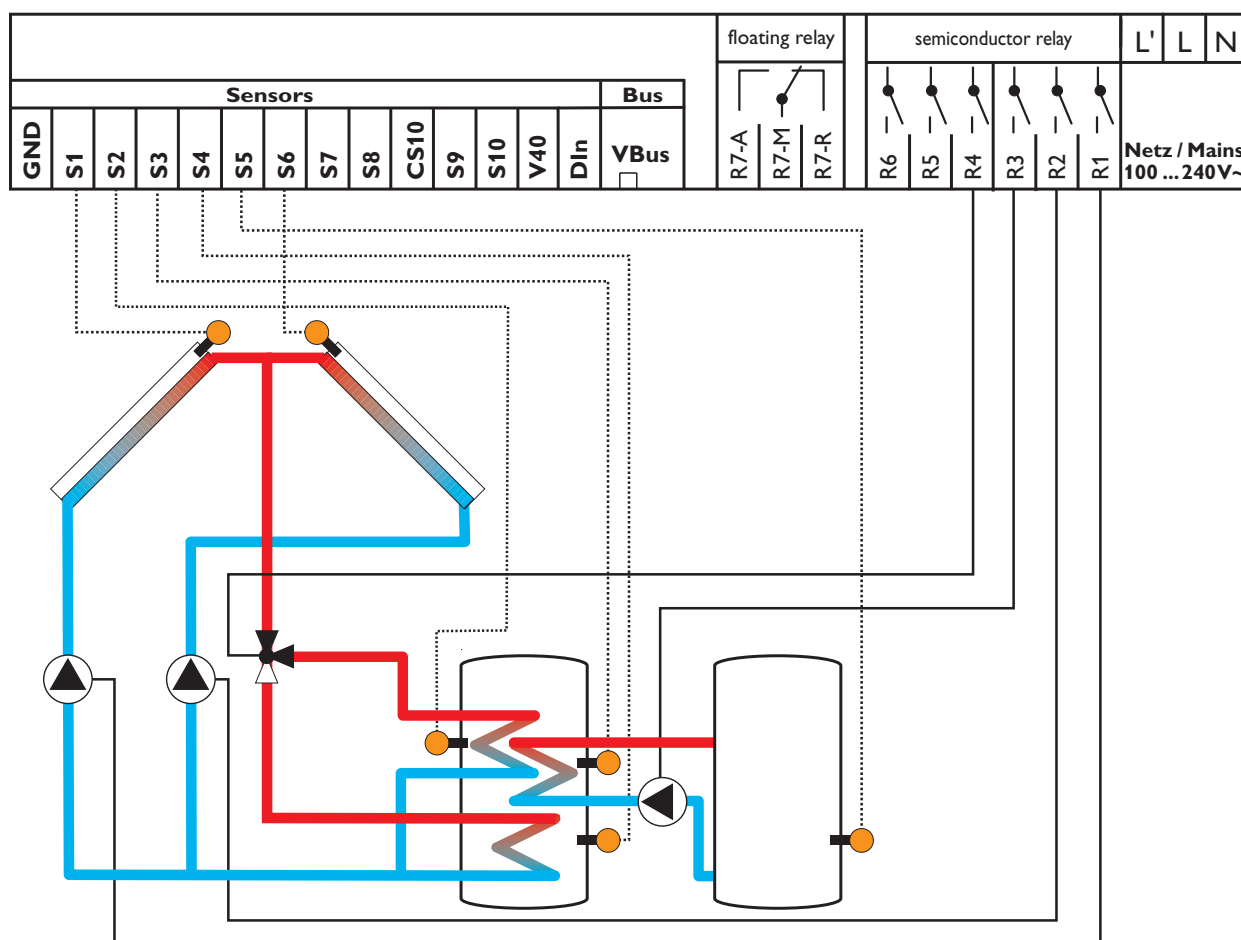 floating relay
semiconductor relay
L' L N
Sensors
Bus
GND S1 S2 S3 S4 S5 S6 S7 S8 CS10 S9 S10 V40 DIn
VBus
R7-A R7-M R7-R
R6 R5 R4 R3 R2 R1
Netz / Mains
100 ... 240 V~